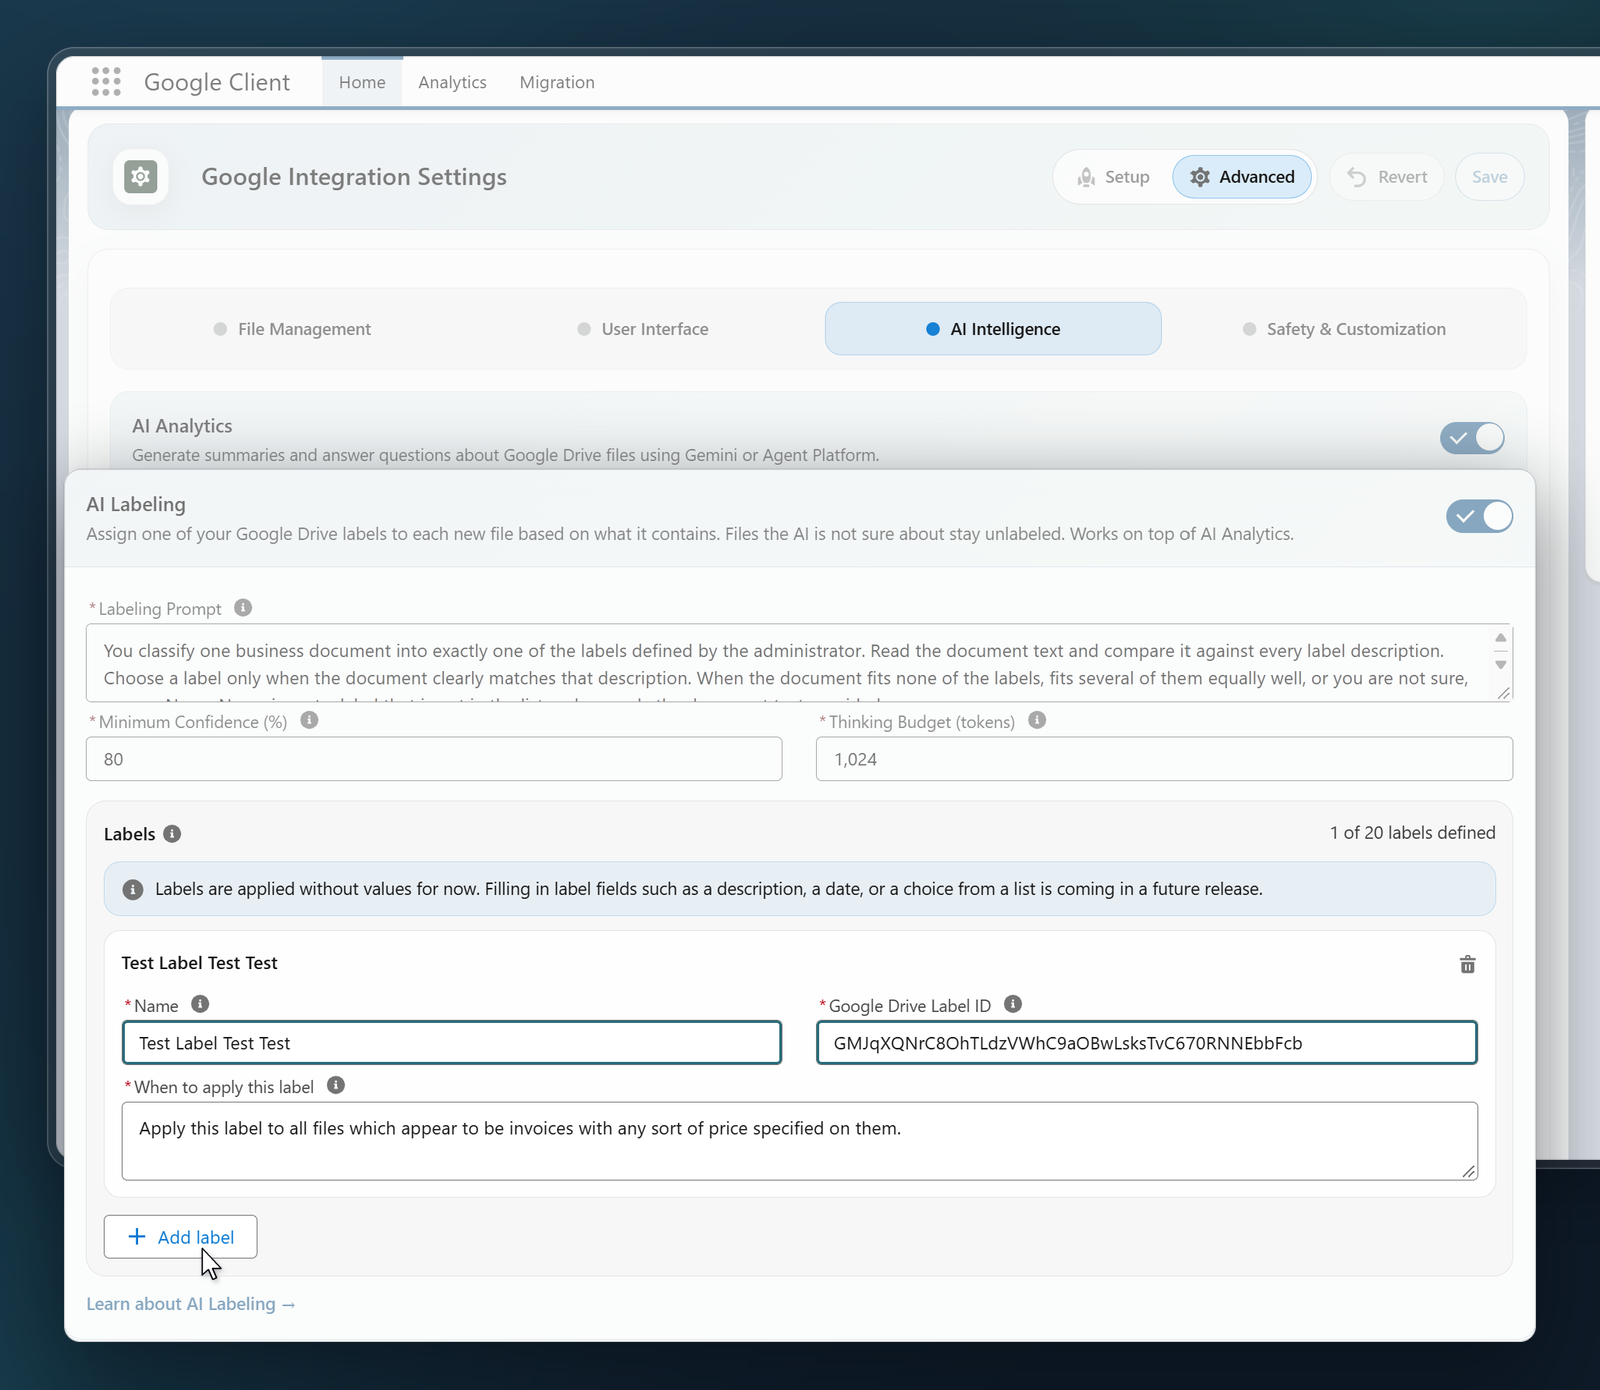 Google Client
Home
Analytics
Migration
Google Integration Settings
Setup
Advanced
Revert
Save
File Management
User Interface
AI Intelligence
Safety & Customization
AI Analytics
Generate summaries and answer questions about Google Drive files using Gemini or Agent Platform.
AI Labeling
Assign one of your Google Drive labels to each new file based on what it contains. Files the AI is not sure about stay unlabeled. Works on top of AI Analytics.
*Labeling Prompt
You classify one business document into exactly one of the labels defined by the administrator. Read the document text and compare it against every label description.
Choose a label only when the document clearly matches that description. When the document fits none of the labels, fits several of them equally well, or you are not sure,
*Minimum Confidence (%)
*Thinking Budget (tokens)
80
1,024
Labels
1 of 20 labels defined
Labels are applied without values for now. Filling in label fields such as a description, a date, or a choice from a list is coming in a future release.
Test Label Test Test
*Name
*Google Drive Label ID
Test Label Test Test
GMJqXQNrC8OhTLdzVWhC9aOBwLsksTvC670RNNEbbFcb
*When to apply this label
Apply this label to all files which appear to be invoices with any sort of price specified on them.
+ Add label
Learn about AI Labeling →